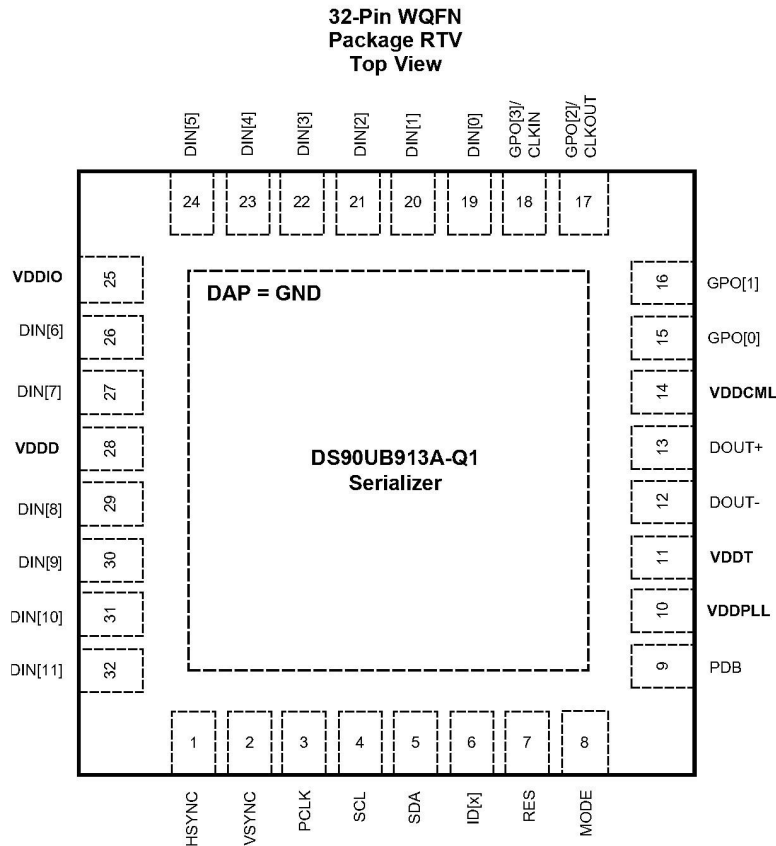 32-Pin WQFN
Package RTV
Top View
DIN[5]
DIN[4]
DIN[3]
DIN[2]
DIN[1]
DIN[0]
GPO[3]/
CLKIN
GPO[2]/
CLKOUT
24
23
22
21
20
19
18
17
VDDIO
25
DIN[6]
26
DIN[7]
27
VDDD
28
DIN[8]
29
DIN[9]
30
DIN[10]
31
DIN[11]
32
DAP = GND
DS90UB913A-Q1
Serializer
16
GPO[1]
15
GPO[0]
14
VDDCML
13
DOUT+
12
DOUT-
11
VDDT
10
VDDPLL
9
PDB
1
2
3
4
5
6
7
8
HSYNC
VSYNC
PCLK
SCL
SDA
ID[x]
RES
MODE